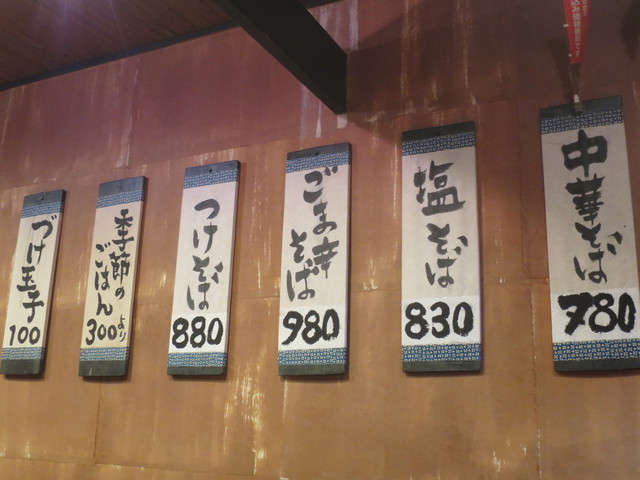 中華そば
780
塩そば
830
ごま辛
そば
980
つけそば
880
季節の
ごはん
300より
づけ玉子
100